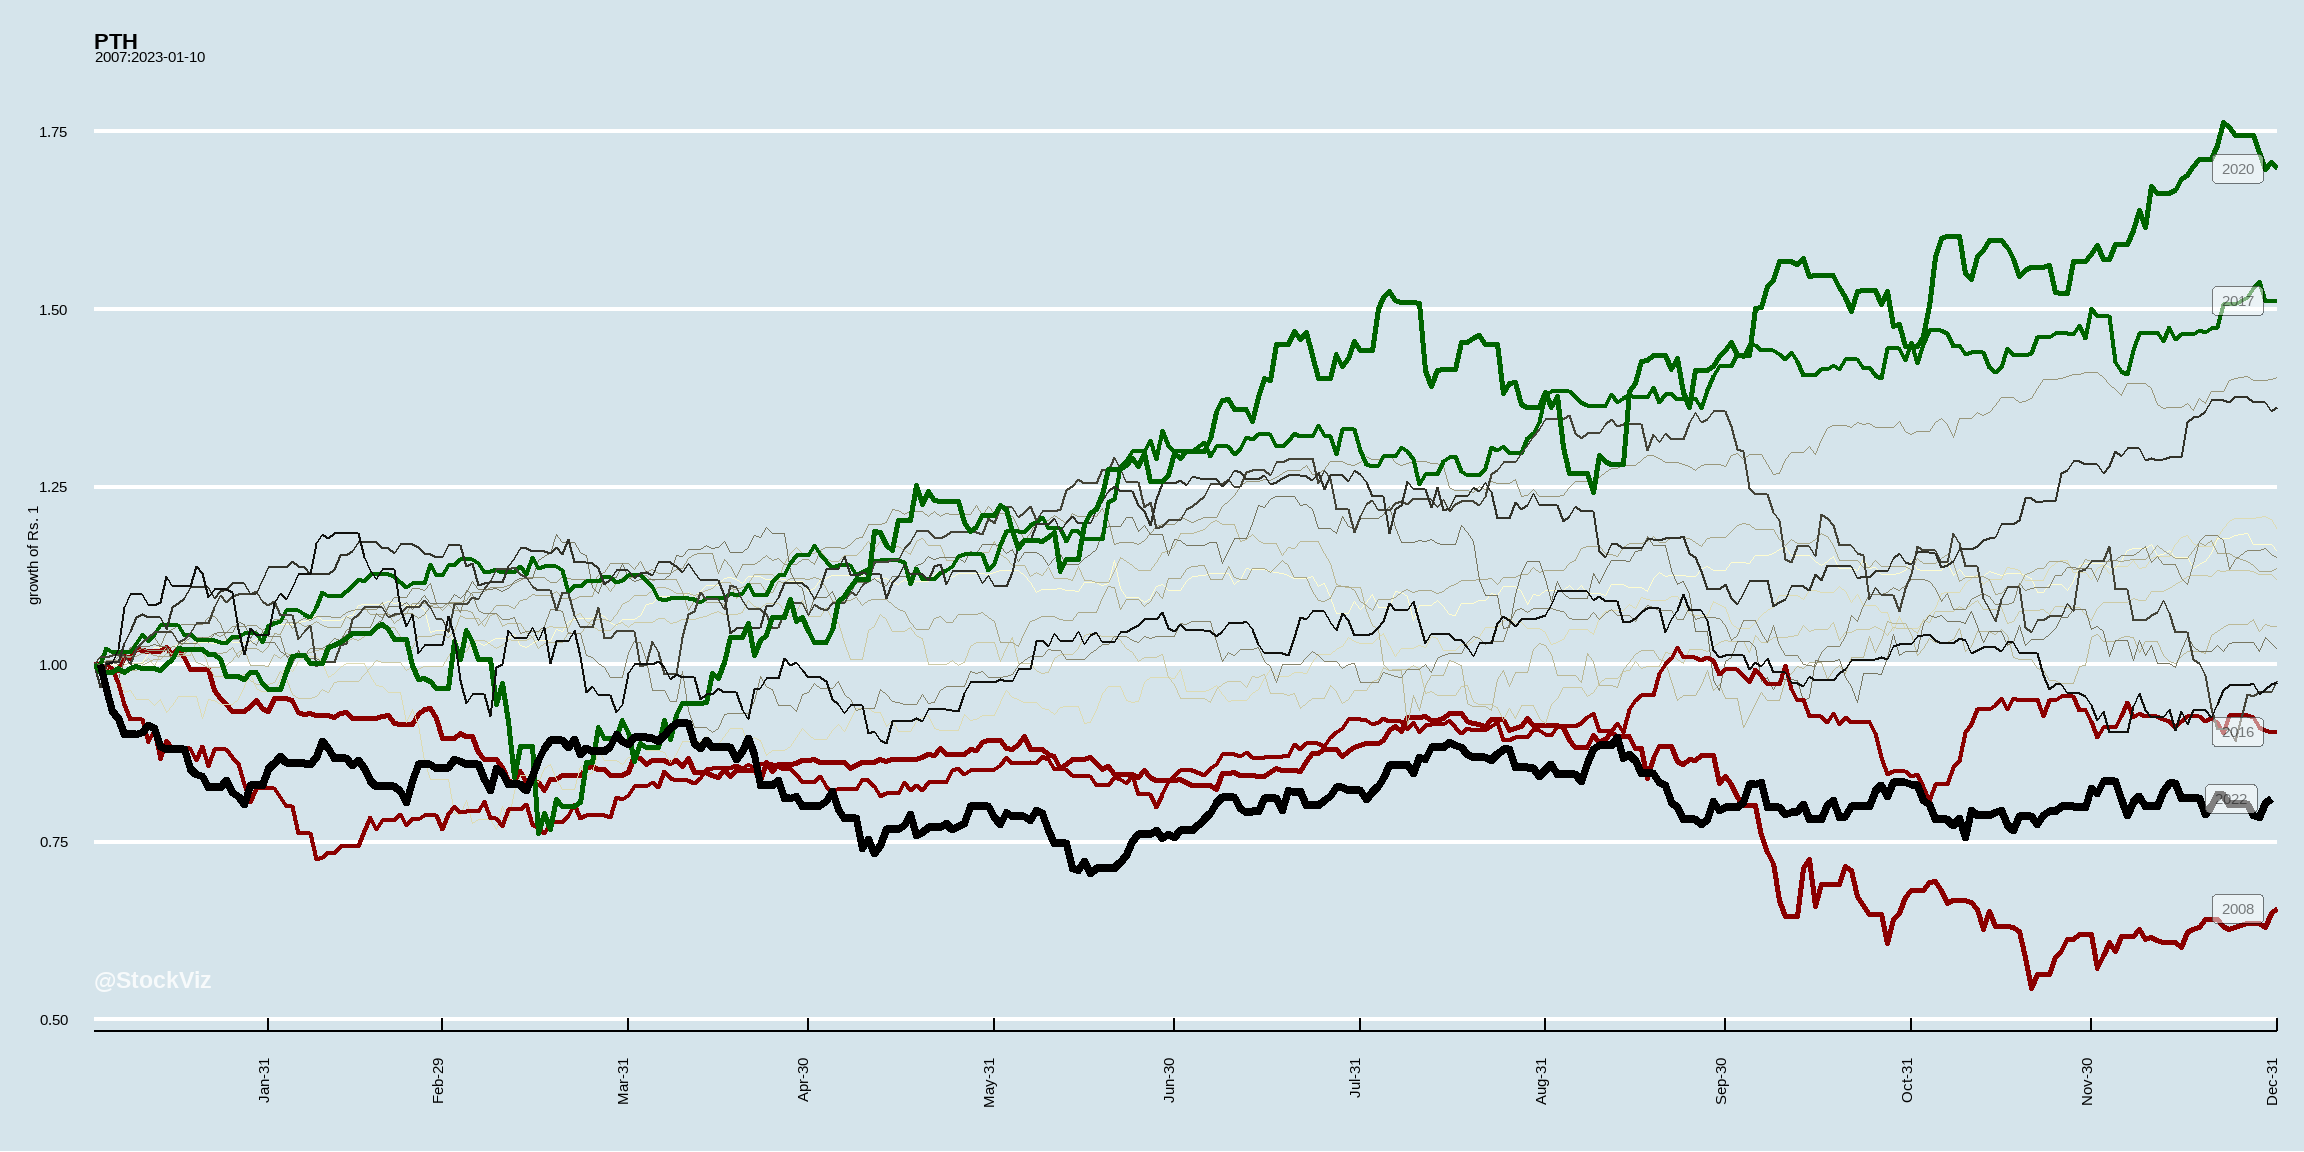 PTH
2007:2023-01-10
1.75
1.50
1.25
1.00
0.75
0.50
growth of Rs. 1
2020
2017
2016
2022
2008
@StockViz
Jan-31
Feb-29
Mar-31
Apr-30
May-31
Jun-30
Jul-31
Aug-31
Sep-30
Oct-31
Nov-30
Dec-31